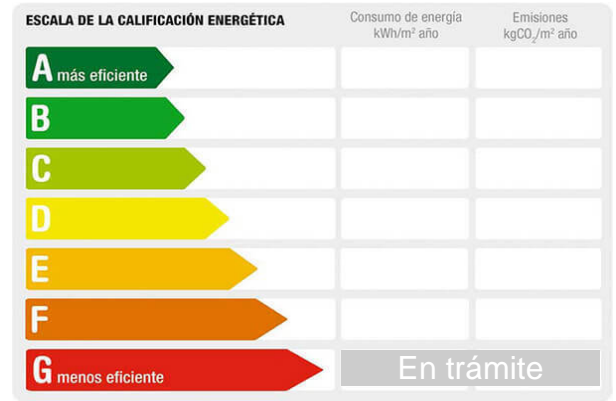 ESCALA DE LA CALIFICACIÓN ENERGÉTICA
Consumo de energía
kWh/m² año
Emisiones
kgCO₂/m² año
A más eficiente
B
C
D
E
F
G menos eficiente
En trámite